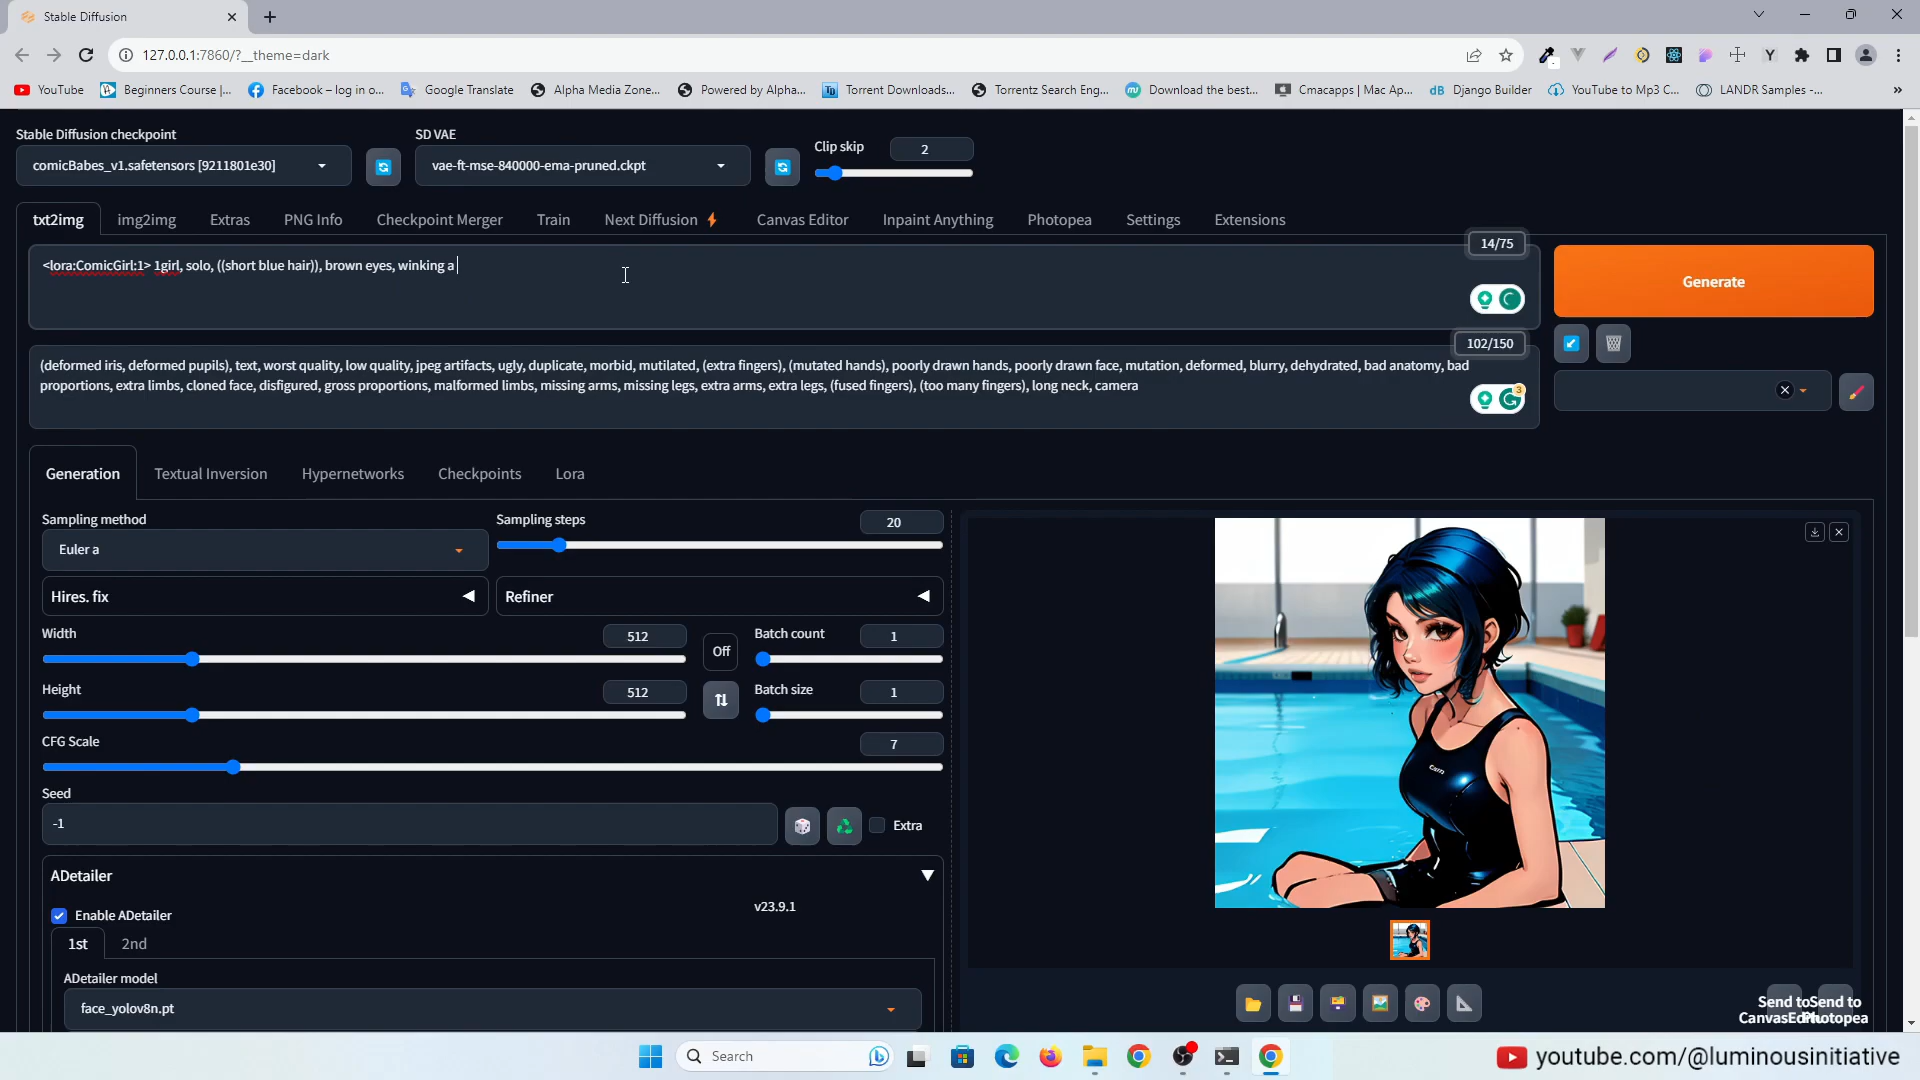 Stable Diffusion
127.0.0.1:7860/?__theme=dark
YouTube
Beginners Course |...
Facebook – log in o...
Google Translate
Alpha Media Zone...
Powered by Alpha...
Torrent Downloads...
Torrentz Search Eng...
Download the best...
Cmacapps | Mac Ap...
Django Builder
YouTube to Mp3 C...
LANDR Samples -...
Stable Diffusion checkpoint
SD VAE
Clip skip
2
comicBabes_v1.safetensors [9211801e30]
vae-ft-mse-840000-ema-pruned.ckpt
txt2img
img2img
Extras
PNG Info
Checkpoint Merger
Train
Next Diffusion
Canvas Editor
Inpaint Anything
Photopea
Settings
Extensions
14/75
<lora:ComicGirl:1> 1girl, solo, ((short blue hair)), brown eyes, winking a
Generate
102/150
(deformed iris, deformed pupils), text, worst quality, low quality, jpeg artifacts, ugly, duplicate, morbid, mutilated, (extra fingers), (mutated hands), poorly drawn hands, poorly drawn face, mutation, deformed, blurry, dehydrated, bad anatomy, bad
proportions, extra limbs, cloned face, disfigured, gross proportions, malformed limbs, missing arms, missing legs, extra arms, extra legs, (fused fingers), (too many fingers), long neck, camera
3
Generation
Textual Inversion
Hypernetworks
Checkpoints
Lora
Sampling method
Sampling steps
20
Euler a
Hires. fix
Refiner
Width
512
Off
Batch count
1
Height
512
Batch size
1
CFG Scale
7
Seed
-1
Extra
ADetailer
Enable ADetailer
v23.9.1
1st
2nd
ADetailer model
face_yolov8n.pt
Send to
Send to
Photopea
Search
youtube.com/@luminousinitiative